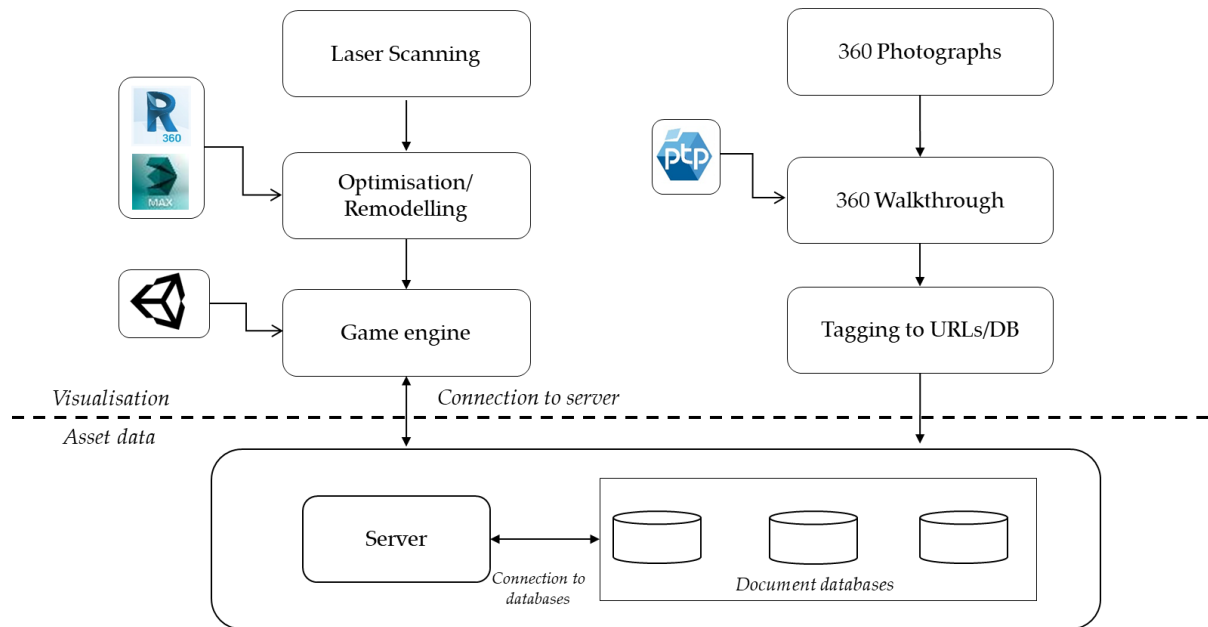 Laser Scanning
360 Photographs
R
360
MAX
ptp
Optimisation/
Remodelling
360 Walkthrough
Game engine
Tagging to URLs/DB
Visualisation
Connection to server
Asset data
Server
Connection to
databases
Document databases